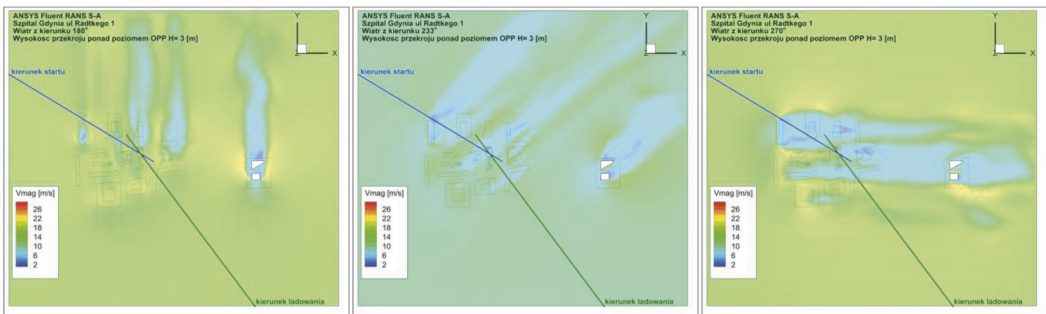 ANSYS Fluent RANS S-A
Szpital Gdynia ul Radtkego 1
Wiatr z kierunku 180°
Wysokosc przekroju ponad poziomem OPP H= 3 [m]
Y
X
Z
kierunek startu
Vmag [m/s]
26
22
18
14
10
6
2
kierunek ladowania
ANSYS Fluent RANS S-A
Szpital Gdynia ul Radtkego 1
Wiatr z kierunku 233°
Wysokosc przekroju ponad poziomem OPP H= 3 [m]
Y
X
Z
kierunek startu
Vmag [m/s]
26
22
18
14
10
6
2
kierunek ladowania
ANSYS Fluent RANS S-A
Szpital Gdynia ul Radtkego 1
Wiatr z kierunku 270°
Wysokosc przekroju ponad poziomem OPP H= 3 [m]
Y
X
Z
kierunek startu
Vmag [m/s]
26
22
18
14
10
6
2
kierunek ladowania